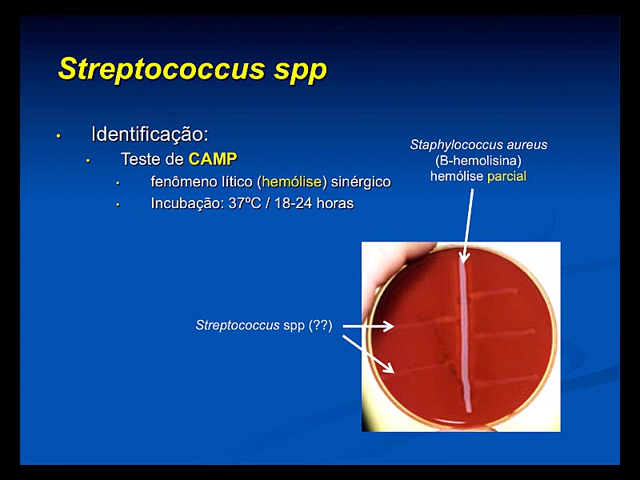 Streptococcus spp
• Identificação:
• Teste de CAMP
• fenômeno lítico (hemólise) sinérgico
• Incubação: 37ºC / 18-24 horas
Staphylococcus aureus
(B-hemolisina)
hemólise parcial
Streptococcus spp (??)